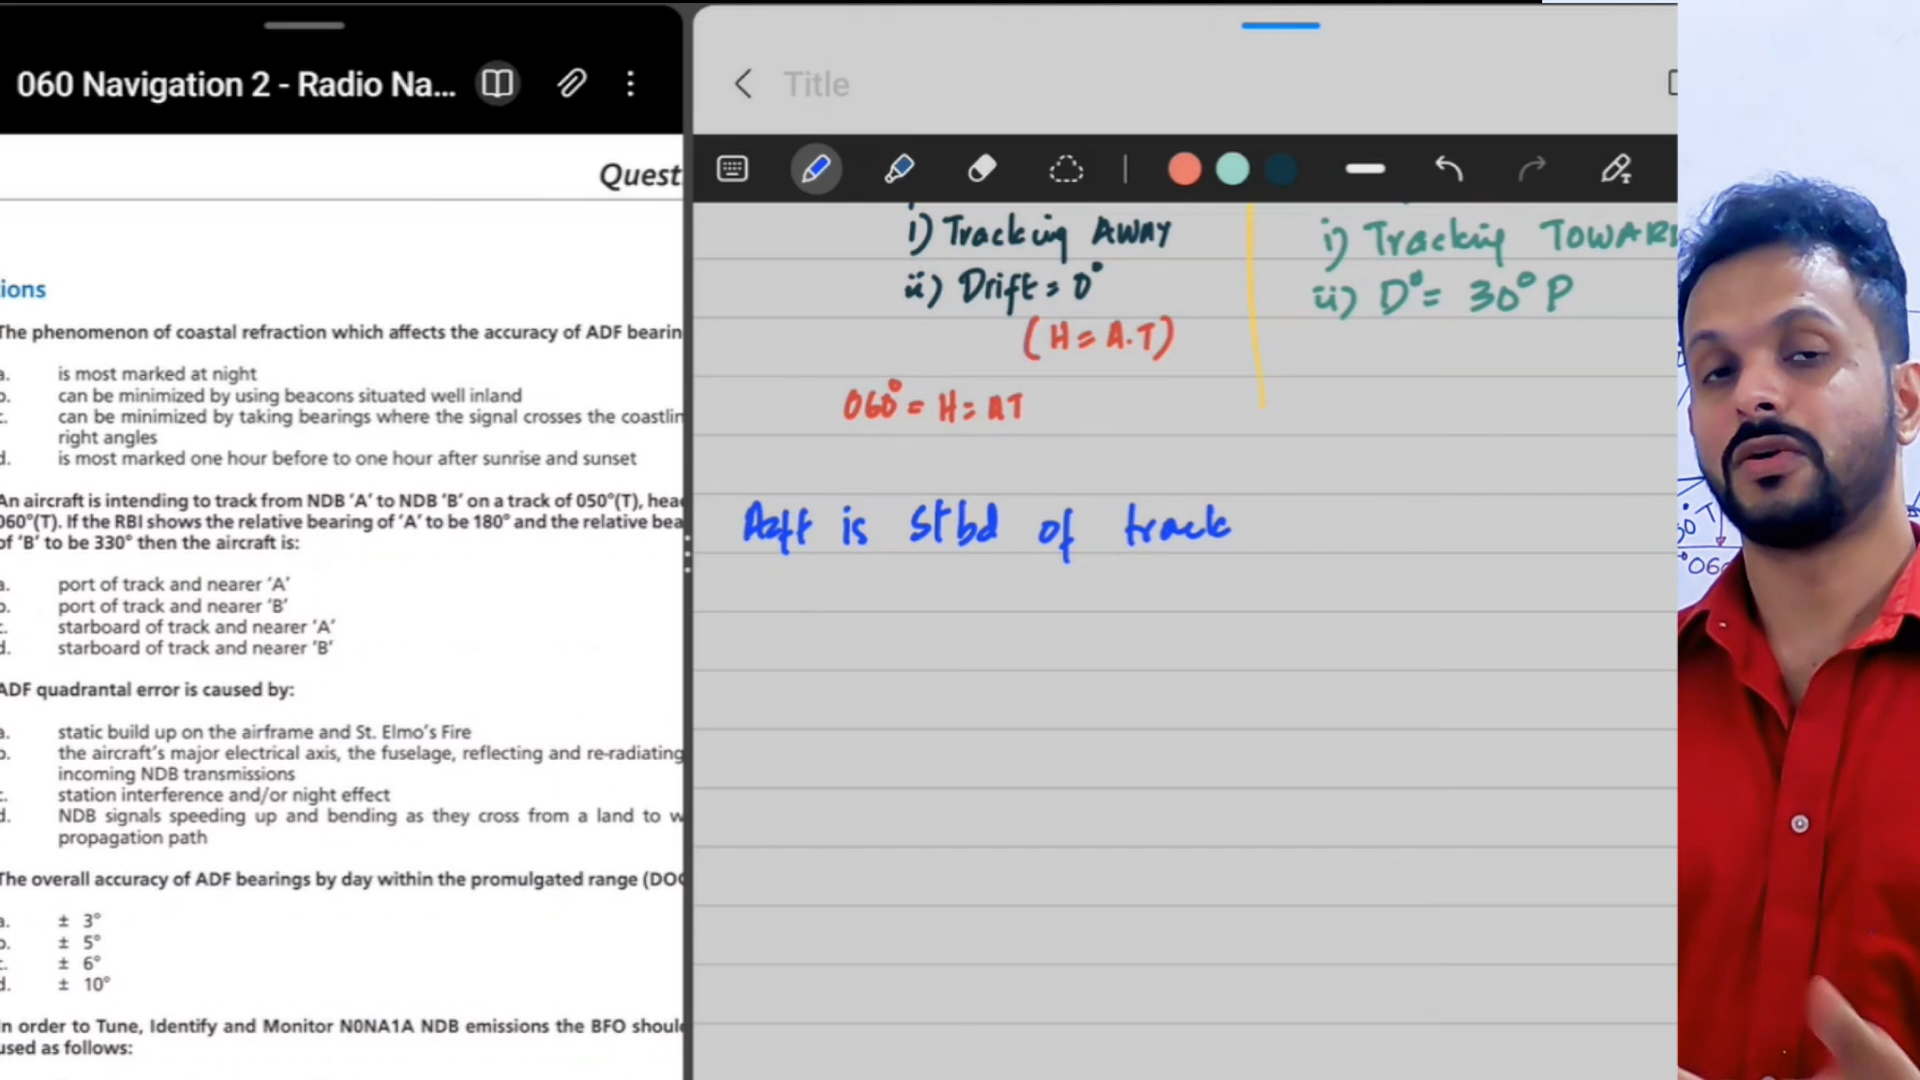 060 Navigation 2 - Radio Na...
Quest
ions
The phenomenon of coastal refraction which affects the accuracy of ADF bearin
a. is most marked at night
b. can be minimized by using beacons situated well inland
c. can be minimized by taking bearings where the signal crosses the coastlin
right angles
d. is most marked one hour before to one hour after sunrise and sunset
An aircraft is intending to track from NDB ‘A’ to NDB ‘B’ on a track of 050°(T), head
060°(T). If the RBI shows the relative bearing of ‘A’ to be 180° and the relative bea
of ‘B’ to be 330° then the aircraft is:
a. port of track and nearer ‘A’
b. port of track and nearer ‘B’
c. starboard of track and nearer ‘A’
d. starboard of track and nearer ‘B’
ADF quadrantal error is caused by:
a. static build up on the airframe and St. Elmo’s Fire
b. the aircraft’s major electrical axis, the fuselage, reflecting and re-radiating
incoming NDB transmissions
c. station interference and/or night effect
d. NDB signals speeding up and bending as they cross from a land to w
propagation path
The overall accuracy of ADF bearings by day within the promulgated range (DOC
a. ± 3°
b. ± 5°
c. ± 6°
d. ± 10°
In order to Tune, Identify and Monitor N0NA1A NDB emissions the BFO shoul
used as follows:
Title
i) Tracking AWAY
ii) Drift = 0°
(H = A.T)
060° = H = AT
i) Tracking TOWAR
ii) D° = 30° P
Azft is Stbd of track